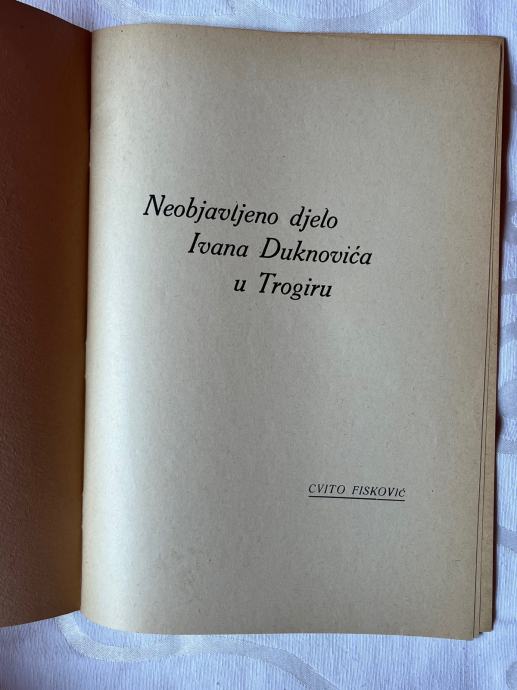 Neobjavljeno djelo
Ivana Duknovića
u Trogiru
CVITO FISKOVIĆ